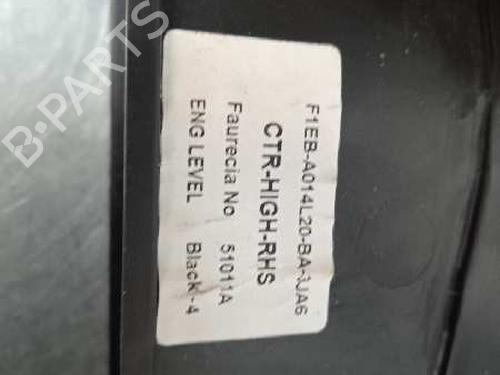 F1EB-A014L20-BA-3JA6
CTR-HIGH-RHS
Faurecia No 51011A
ENG LEVEL Black-4
B-PARTS